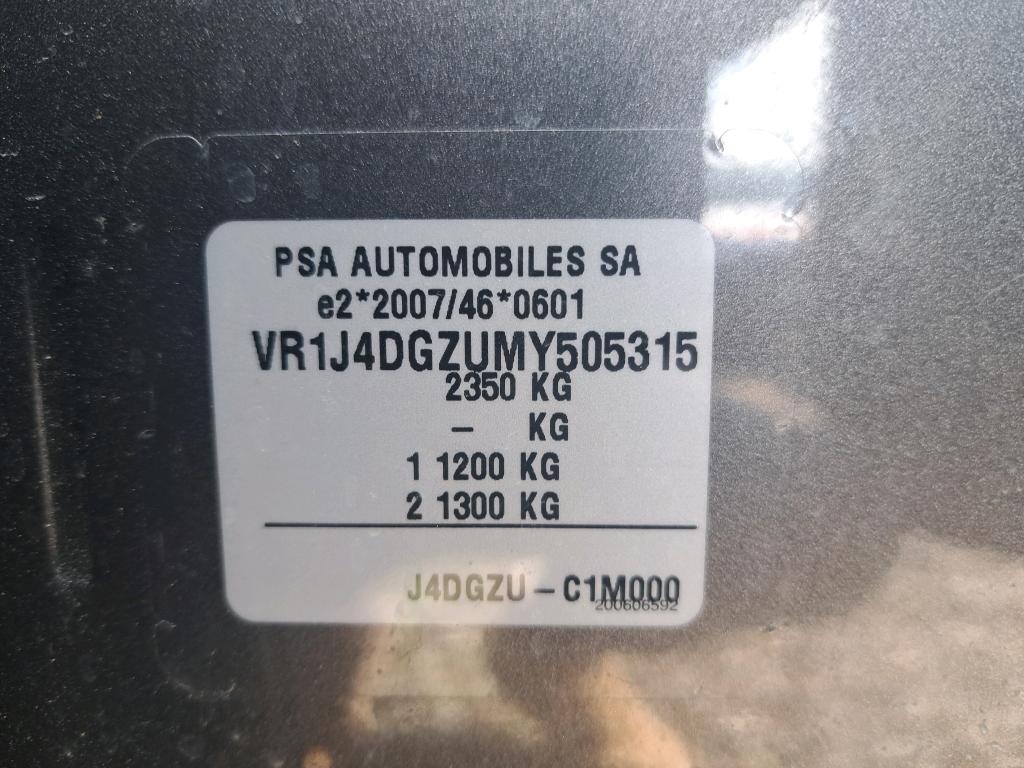 PSA AUTOMOBILES SA
e2*2007/46*0601
VR1J4DGZUMY505315
2350 KG
– KG
1 1200 KG
2 1300 KG
J4DGZU – C1M000
200606592